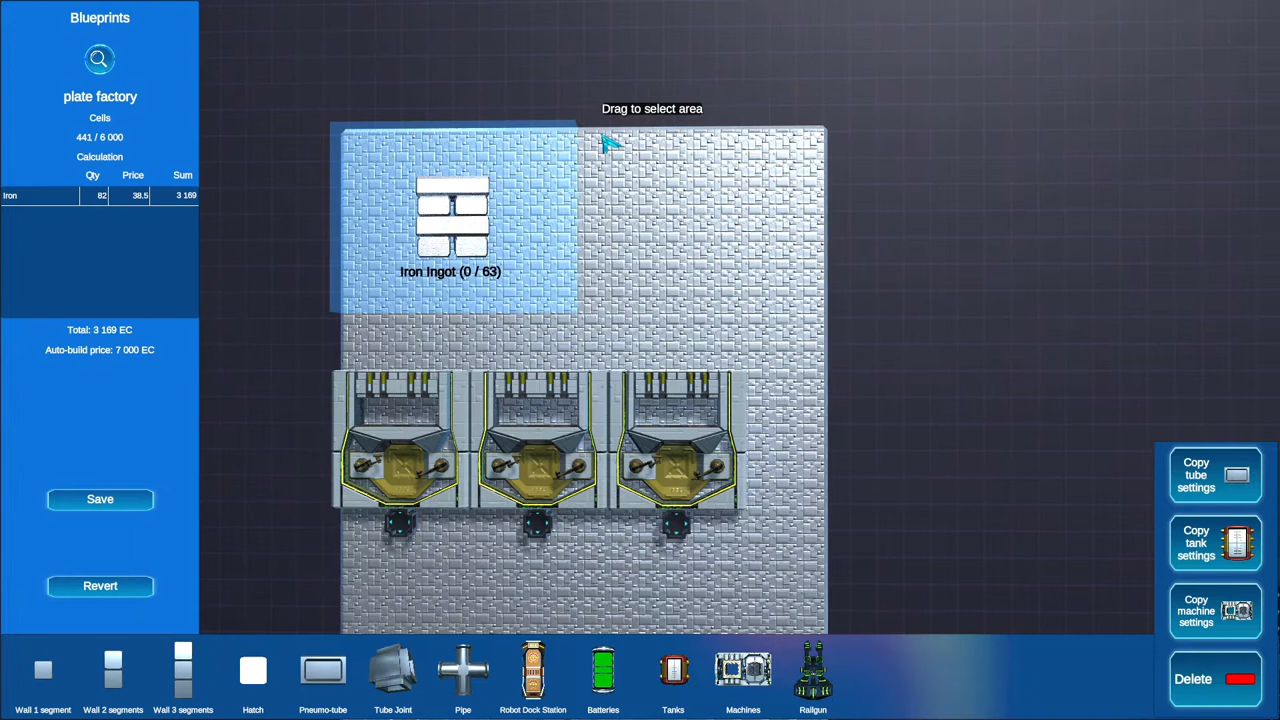 Blueprints
plate factory
Cells
441 / 6 000
Calculation
Qty Price Sum
Iron 82 38.5 3 169
Total: 3 169 EC
Auto-build price: 7 000 EC
Save
Revert
Drag to select area
Iron Ingot (0 / 63)
Copy
tube
settings
Copy
tank
settings
Copy
machine
settings
Delete
Wall 1 segment
Wall 2 segments
Wall 3 segments
Hatch
Pneumo-tube
Tube Joint
Pipe
Robot Dock Station
Batteries
Tanks
Machines
Railgun